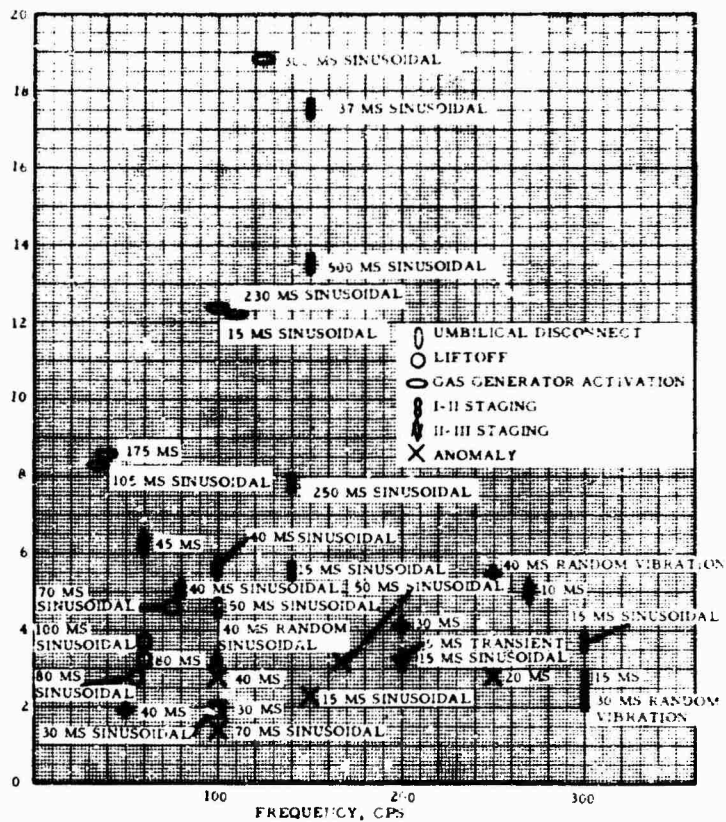 20
18
16
14
12
10
8
6
4
2
0
MS SINUSOIDAL
37 MS SINUSOIDAL
500 MS SINUSOIDAL
230 MS SINUSOIDAL
15 MS SINUSOIDAL
UMBILICAL DISCONNECT
LIFTOFF
GAS GENERATOR ACTIVATION
I-II STAGING
II-III STAGING
ANOMALY
175 MS
105 MS SINUSOIDAL
250 MS SINUSOIDAL
45 MS
40 MS SINUSOIDAL
15 MS SINUSOIDAL
40 MS RANDOM VIBRATION
70 MS
SINUSOIDAL
40 MS SINUSOIDAL
50 MS SINUSOIDAL
50 MS SINUSOIDAL
10 MS
100 MS
SINUSOIDAL
40 MS RANDOM
SINUSOIDAL
MS
MS TRANSIENT
15 MS SINUSOIDAL
15 MS SINUSOIDAL
80 MS
SINUSOIDAL
80 MS
40 MS
20 MS
15 MS
40 MS
30 MS
15 MS SINUSOIDAL
30 MS RANDOM
VIBRATION
30 MS SINUSOIDAL
70 MS SINUSOIDAL
100
200
300
FREQUENCY, CPS